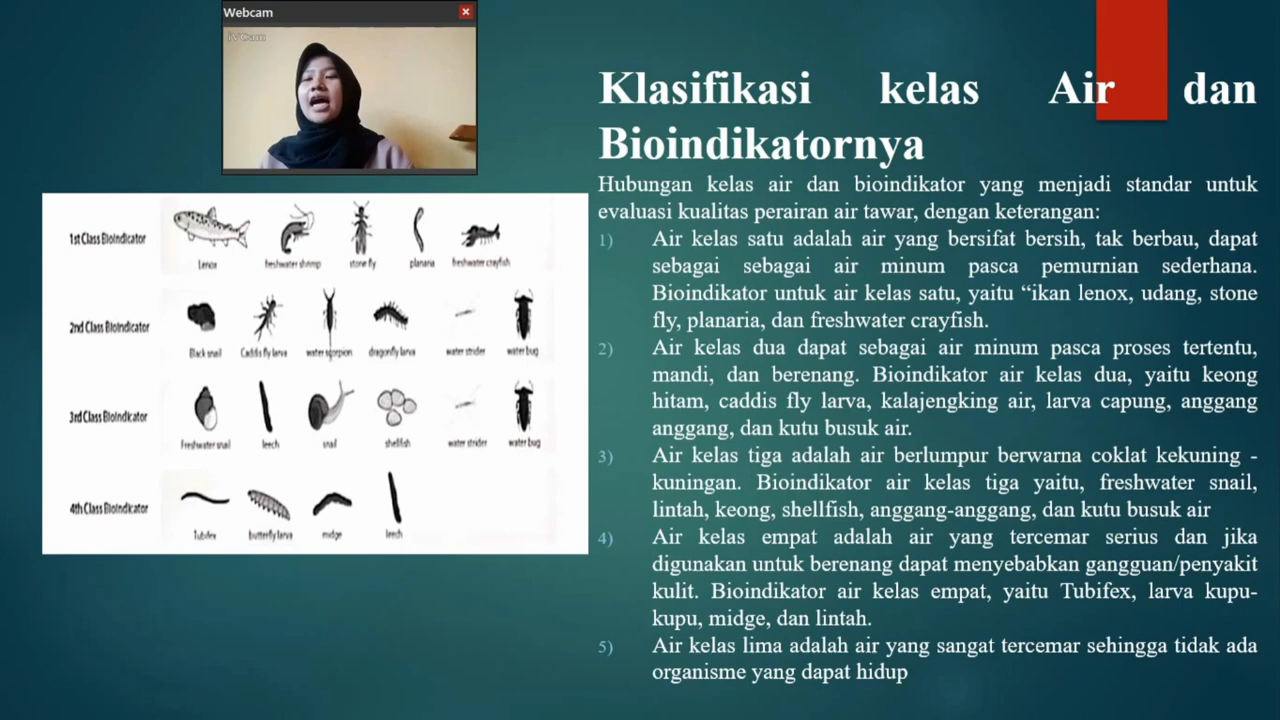 Webcam
iVCam
Klasifikasi kelas Air dan
Bioindikatornya
Hubungan kelas air dan bioindikator yang menjadi standar untuk
evaluasi kualitas perairan air tawar, dengan keterangan:
1) Air kelas satu adalah air yang bersifat bersih, tak berbau, dapat
sebagai sebagai air minum pasca pemurnian sederhana.
Bioindikator untuk air kelas satu, yaitu “ikan lenox, udang, stone
fly, planaria, dan freshwater crayfish.
2) Air kelas dua dapat sebagai air minum pasca proses tertentu,
mandi, dan berenang. Bioindikator air kelas dua, yaitu keong
hitam, caddis fly larva, kalajengking air, larva capung, anggang
anggang, dan kutu busuk air.
3) Air kelas tiga adalah air berlumpur berwarna coklat kekuning -
kuningan. Bioindikator air kelas tiga yaitu, freshwater snail,
lintah, keong, shellfish, anggang-anggang, dan kutu busuk air
4) Air kelas empat adalah air yang tercemar serius dan jika
digunakan untuk berenang dapat menyebabkan gangguan/penyakit
kulit. Bioindikator air kelas empat, yaitu Tubifex, larva kupu-
kupu, midge, dan lintah.
5) Air kelas lima adalah air yang sangat tercemar sehingga tidak ada
organisme yang dapat hidup
1st Class BioIndicator
Lenox freshwater shrimp stone fly planaria freshwater crayfish
2nd Class BioIndicator
Black snail Caddis fly larva water scorpion dragonfly larva water strider water bug
3rd Class BioIndicator
Freshwater snail leech snail shellfish water strider water bug
4th Class BioIndicator
Tubifex butterfly larva midge leech